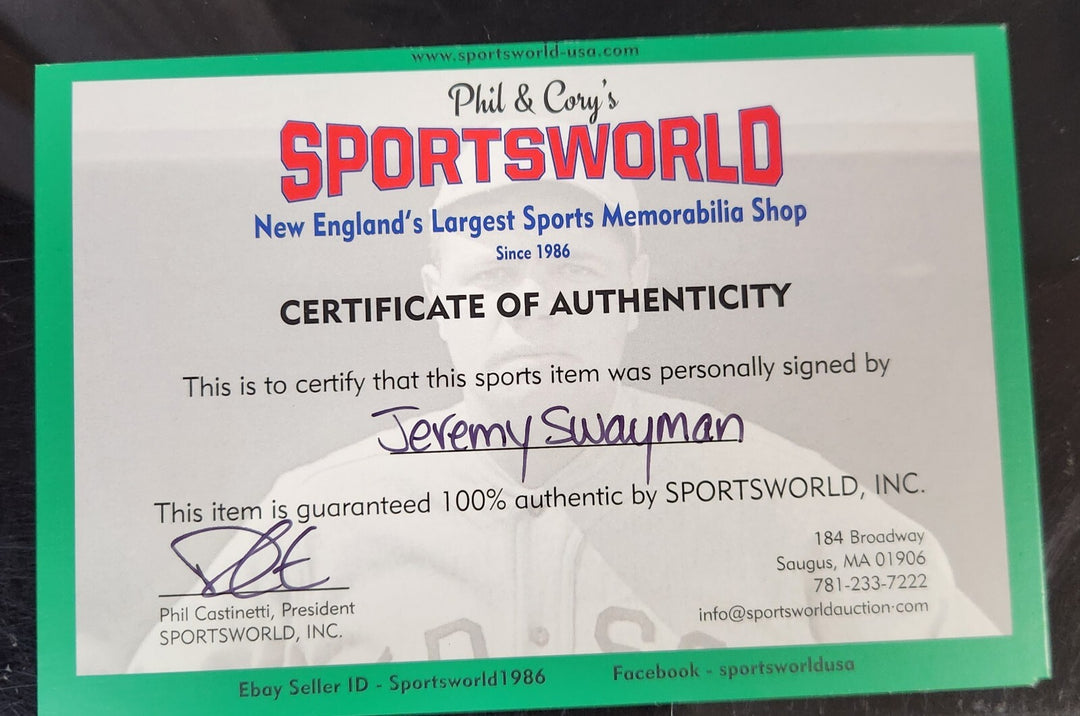 www.sportsworld-usa.com
Phil & Cory's
SPORTSWORLD
New England's Largest Sports Memorabilia Shop
Since 1986
CERTIFICATE OF AUTHENTICITY
This is to certify that this sports item was personally signed by
Jeremy Swayman
This item is guaranteed 100% authentic by SPORTSWORLD, INC.
Phil Castinetti, President
SPORTSWORLD, INC.
184 Broadway
Saugus, MA 01906
781-233-7222
info@sportsworldauction.com
Ebay Seller ID - Sportsworld1986
Facebook - sportsworldusa